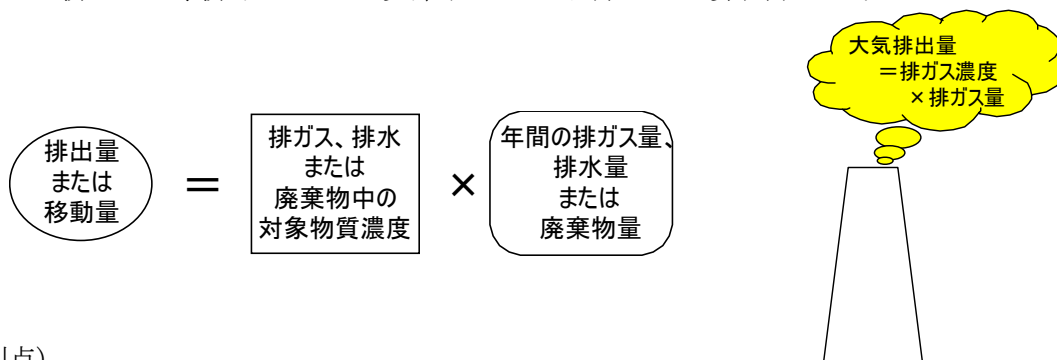 排出量
または
移動量
＝
排ガス、排水
または
廃棄物中の
対象物質濃度
×
年間の排ガス量、
排水量
または
廃棄物量
大気排出量
＝排ガス濃度
×排ガス量
点)